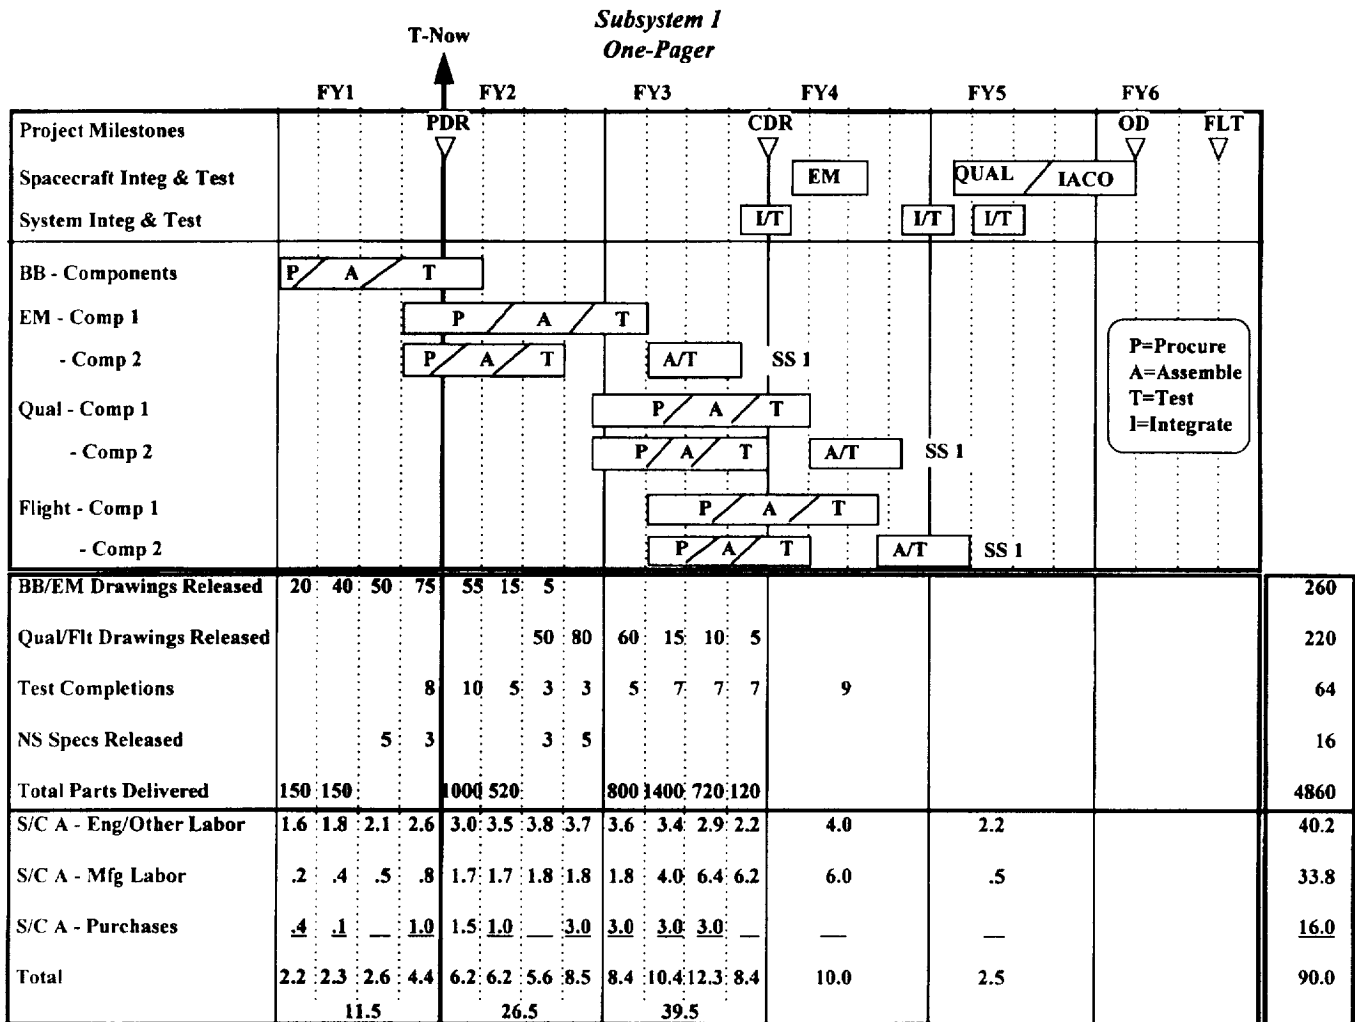 Subsystem 1
One-Pager
T-Now
FY1 FY2 FY3 FY4 FY5 FY6
Project Milestones PDR CDR OD FLT
Spacecraft Integ & Test EM QUAL IACO
System Integ & Test I/T I/T I/T
BB - Components P A T
EM - Comp 1 P A T
- Comp 2 P A T A/T SS 1
Qual - Comp 1 P A T
- Comp 2 P A T A/T SS 1
Flight - Comp 1 P A T
- Comp 2 P A T A/T SS 1
P=Procure
A=Assemble
T=Test
I=Integrate
BB/EM Drawings Released 20 40 50 75 55 15 5 260
Qual/Flt Drawings Released 50 80 60 15 10 5 220
Test Completions 8 10 5 3 3 5 7 7 7 9 64
NS Specs Released 5 3 3 5 16
Total Parts Delivered 150 150 1000 520 800 1400 720 120 4860
S/C A - Eng/Other Labor 1.6 1.8 2.1 2.6 3.0 3.5 3.8 3.7 3.6 3.4 2.9 2.2 4.0 2.2 40.2
S/C A - Mfg Labor .2 .4 .5 .8 1.7 1.7 1.8 1.8 1.8 4.0 6.4 6.2 6.0 .5 33.8
S/C A - Purchases .4 .1 __ 1.0 1.5 1.0 __ 3.0 3.0 3.0 3.0 __ __ __ 16.0
Total 2.2 2.3 2.6 4.4 6.2 6.2 5.6 8.5 8.4 10.4 12.3 8.4 10.0 2.5 90.0
11.5 26.5 39.5